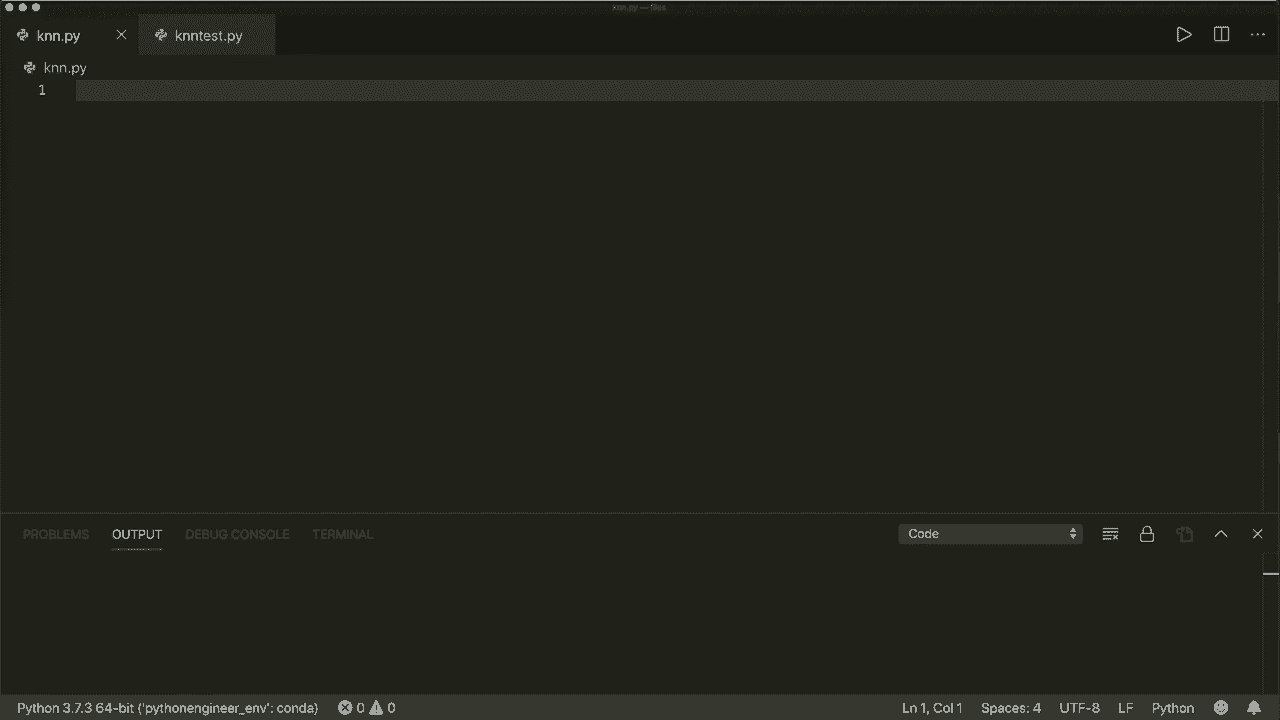 knn.py — files
knn.py knntest.py
knn.py
1
PROBLEMS OUTPUT DEBUG CONSOLE TERMINAL Code
Python 3.7.3 64-bit ('pythonengineer_env': conda) 0 0 Ln 1, Col 1 Spaces: 4 UTF-8 LF Python